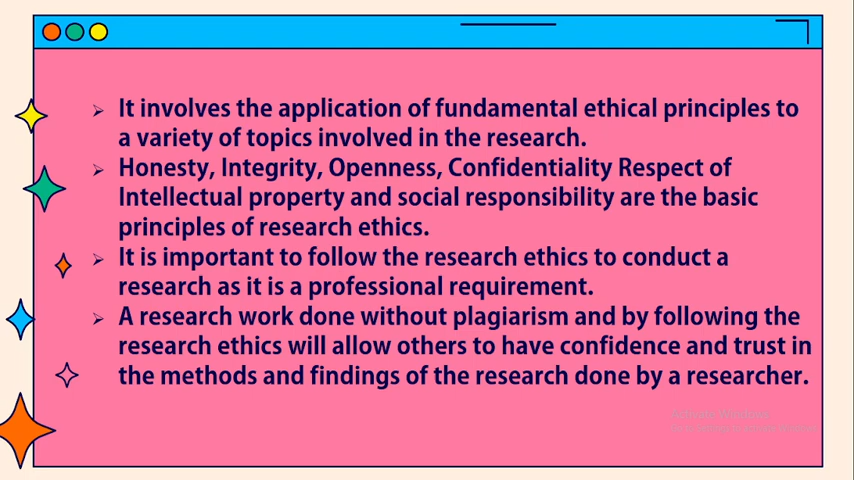 It involves the application of fundamental ethical principles to
a variety of topics involved in the research.
Honesty, Integrity, Openness, Confidentiality Respect of
Intellectual property and social responsibility are the basic
principles of research ethics.
It is important to follow the research ethics to conduct a
research as it is a professional requirement.
A research work done without plagiarism and by following the
research ethics will allow others to have confidence and trust in
the methods and findings of the research done by a researcher.
Activate Windows